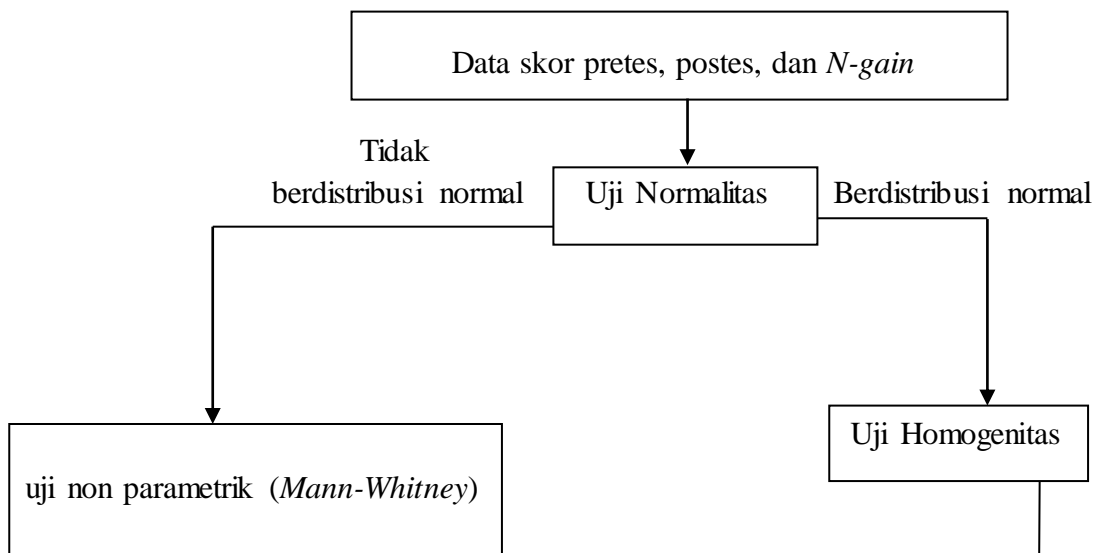 Data skor pretes, postes, dan N-gain
Tidak
berdistribusi normal
Uji Normalitas
Berdistribusi normal
Uji Homogenitas
uji non parametrik (Mann-Whitney)